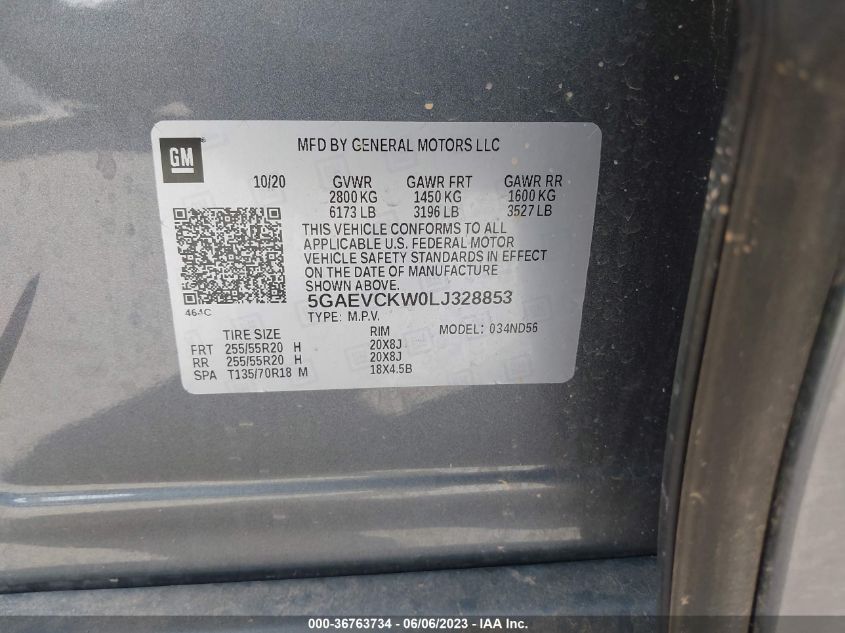 GM
MFD BY GENERAL MOTORS LLC
10/20 GVWR GAWR FRT GAWR RR
2800 KG 1450 KG 1600 KG
6173 LB 3196 LB 3527 LB
THIS VEHICLE CONFORMS TO ALL
APPLICABLE U.S. FEDERAL MOTOR
VEHICLE SAFETY STANDARDS IN EFFECT
ON THE DATE OF MANUFACTURE
SHOWN ABOVE.
5GAEVCKW0LJ328853
464C
TYPE: M.P.V.
TIRE SIZE RIM MODEL: 034ND56
FRT 255/55R20 H 20X8J
RR 255/55R20 H 20X8J
SPA T135/70R18 M 18X4.5B
000-36763734 - 06/06/2023 - IAA Inc.